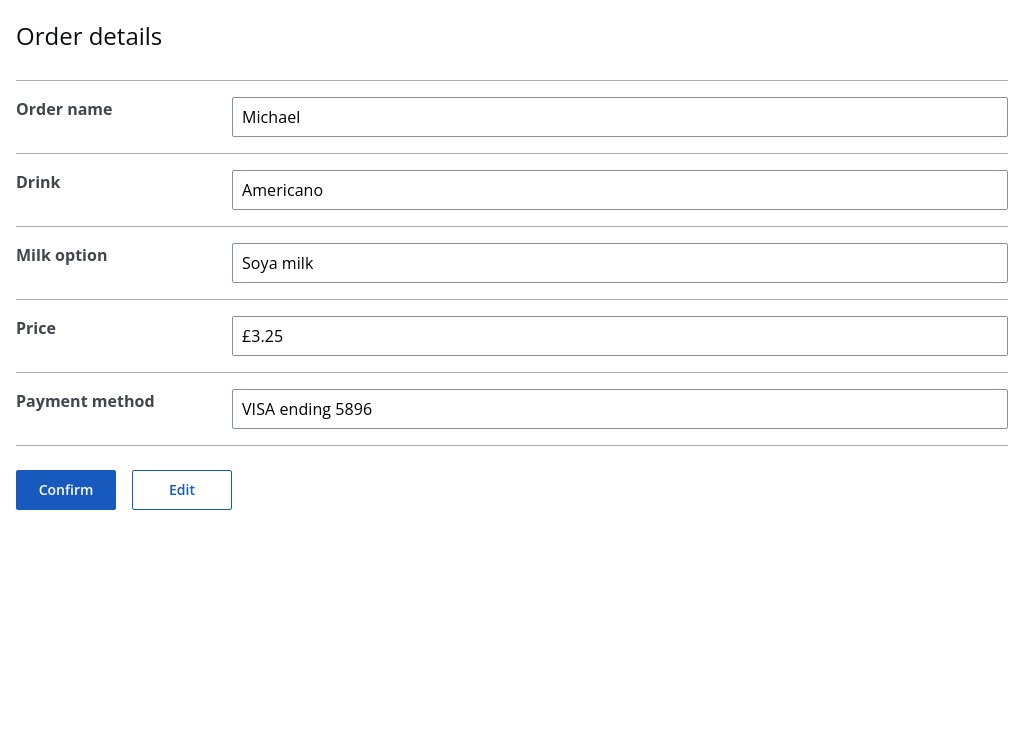 Order details
Order name
Michael
Drink
Americano
Milk option
Soya milk
Price
£3.25
Payment method
VISA ending 5896
Confirm
Edit